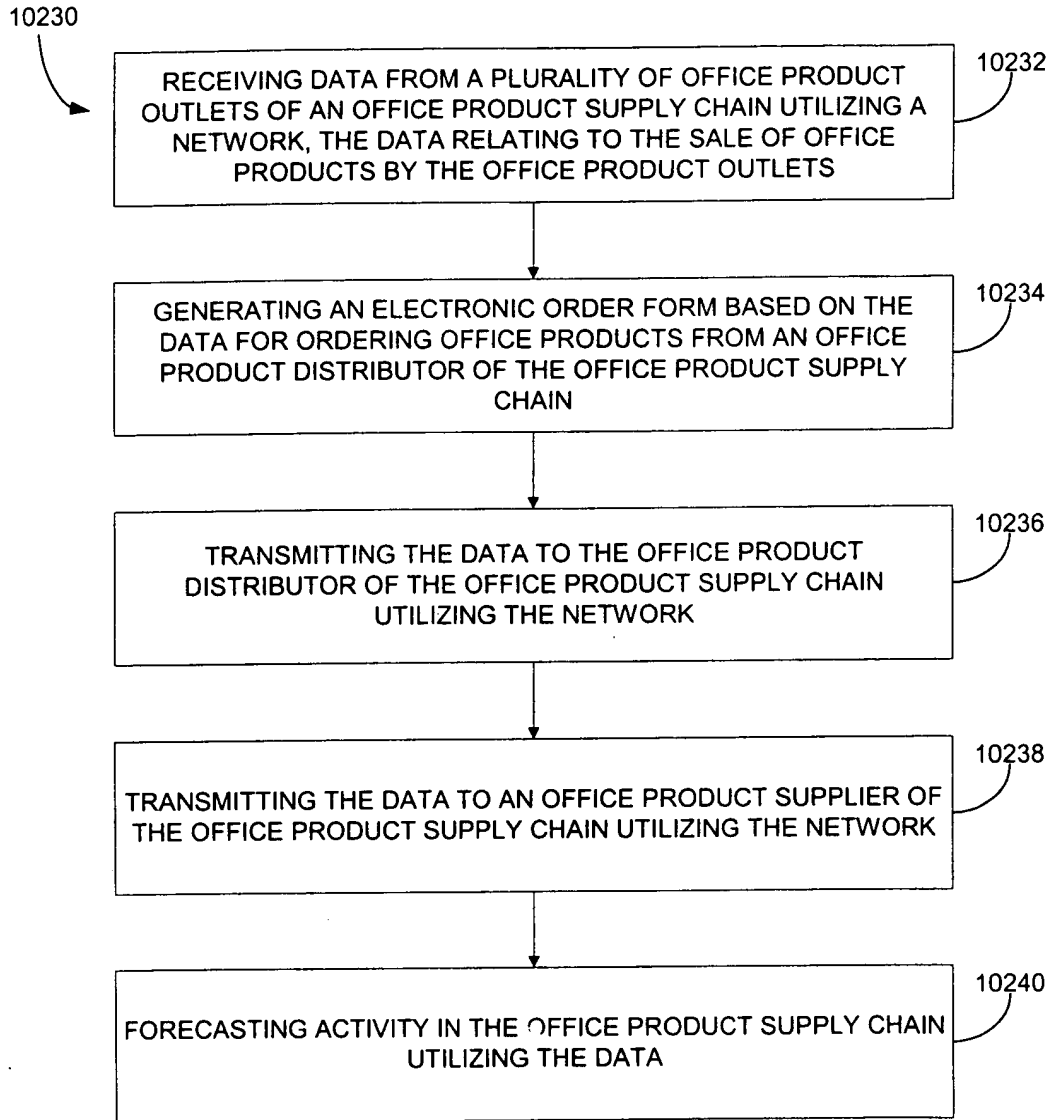 10230
RECEIVING DATA FROM A PLURALITY OF OFFICE PRODUCT
OUTLETS OF AN OFFICE PRODUCT SUPPLY CHAIN UTILIZING A
NETWORK, THE DATA RELATING TO THE SALE OF OFFICE
PRODUCTS BY THE OFFICE PRODUCT OUTLETS
10232
GENERATING AN ELECTRONIC ORDER FORM BASED ON THE
DATA FOR ORDERING OFFICE PRODUCTS FROM AN OFFICE
PRODUCT DISTRIBUTOR OF THE OFFICE PRODUCT SUPPLY
CHAIN
10234
TRANSMITTING THE DATA TO THE OFFICE PRODUCT
DISTRIBUTOR OF THE OFFICE PRODUCT SUPPLY CHAIN
UTILIZING THE NETWORK
10236
TRANSMITTING THE DATA TO AN OFFICE PRODUCT SUPPLIER OF
THE OFFICE PRODUCT SUPPLY CHAIN UTILIZING THE NETWORK
10238
FORECASTING ACTIVITY IN THE OFFICE PRODUCT SUPPLY CHAIN
UTILIZING THE DATA
10240